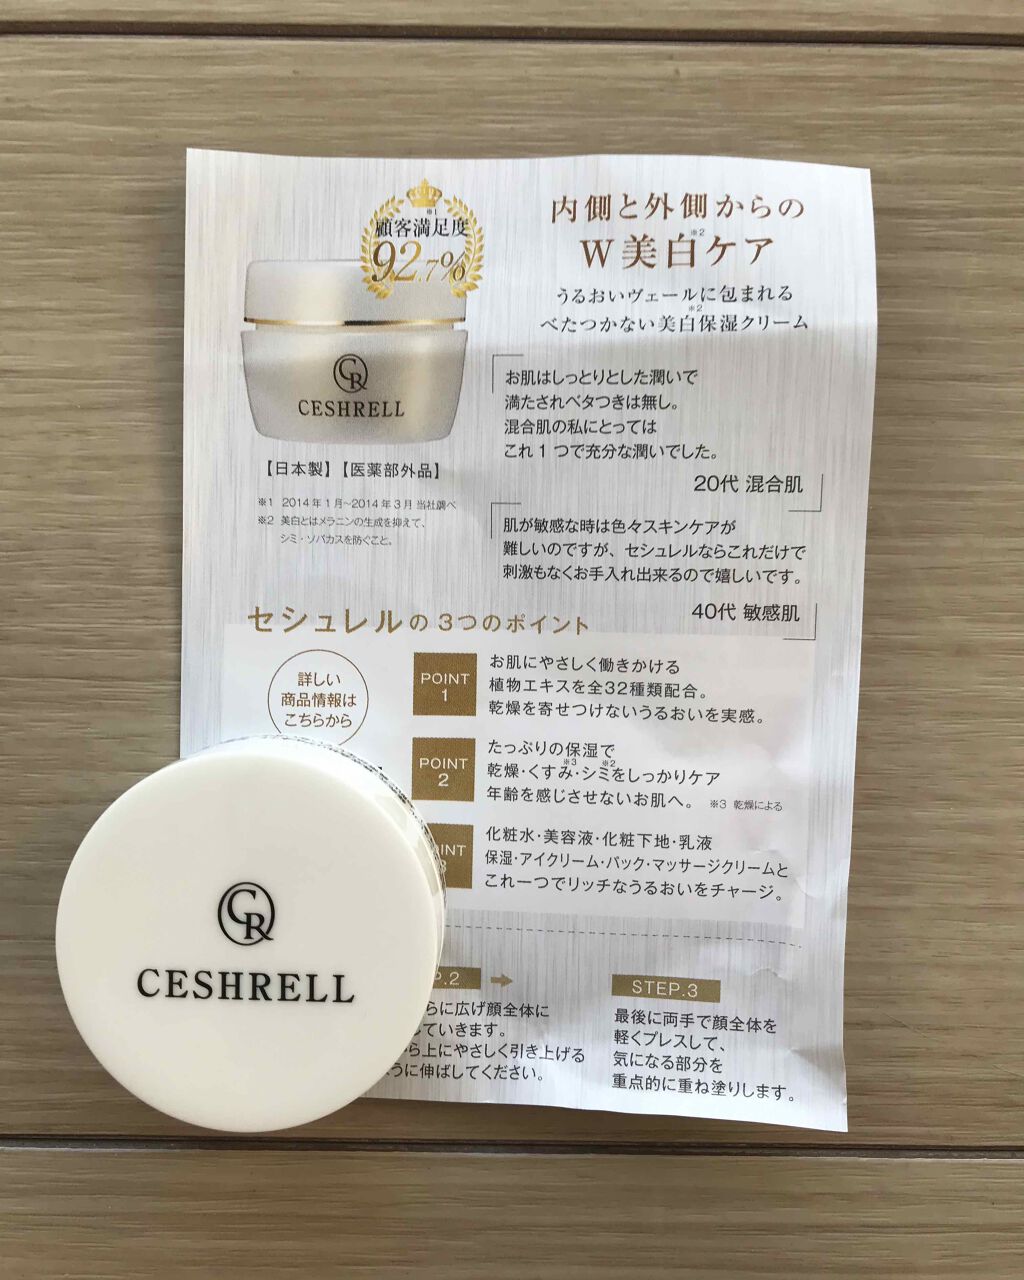 ※1
顧客満足度
92.7%
CR
CESHRELL
【日本製】【医薬部外品】
※1 2014年1月~2014年3月 当社調べ
※2 美白とはメラニンの生成を抑えて、
シミ・ソバカスを防ぐこと。
内側と外側からの
※2
W美白ケア
うるおいヴェールに包まれる
※2
べたつかない美白保湿クリーム
お肌はしっとりとした潤いで
満たされベタつきは無し。
混合肌の私にとっては
これ1つで充分な潤いでした。
20代 混合肌
肌が敏感な時は色々スキンケアが
難しいのですが、セシュレルならこれだけで
刺激もなくお手入れ出来るので嬉しいです。
40代 敏感肌
セシュレルの3つのポイント
詳しい
商品情報は
こちらから
POINT
1
お肌にやさしく働きかける
植物エキスを全32種類配合。
乾燥を寄せつけないうるおいを実感。
POINT
2
たっぷりの保湿で
※3 ※2
乾燥・くすみ・シミをしっかりケア
年齢を感じさせないお肌へ。 ※3 乾燥による
INT
化粧水・美容液・化粧下地・乳液
保湿・アイクリーム・パック・マッサージクリームと
これ一つでリッチなうるおいをチャージ。
P.2
らに広げ顔全体に
ていきます。
ら上にやさしく引き上げる
うに伸ばしてください。
STEP.3
最後に両手で顔全体を
軽くプレスして、
気になる部分を
重点的に重ね塗りします。
CR
CESHRELL